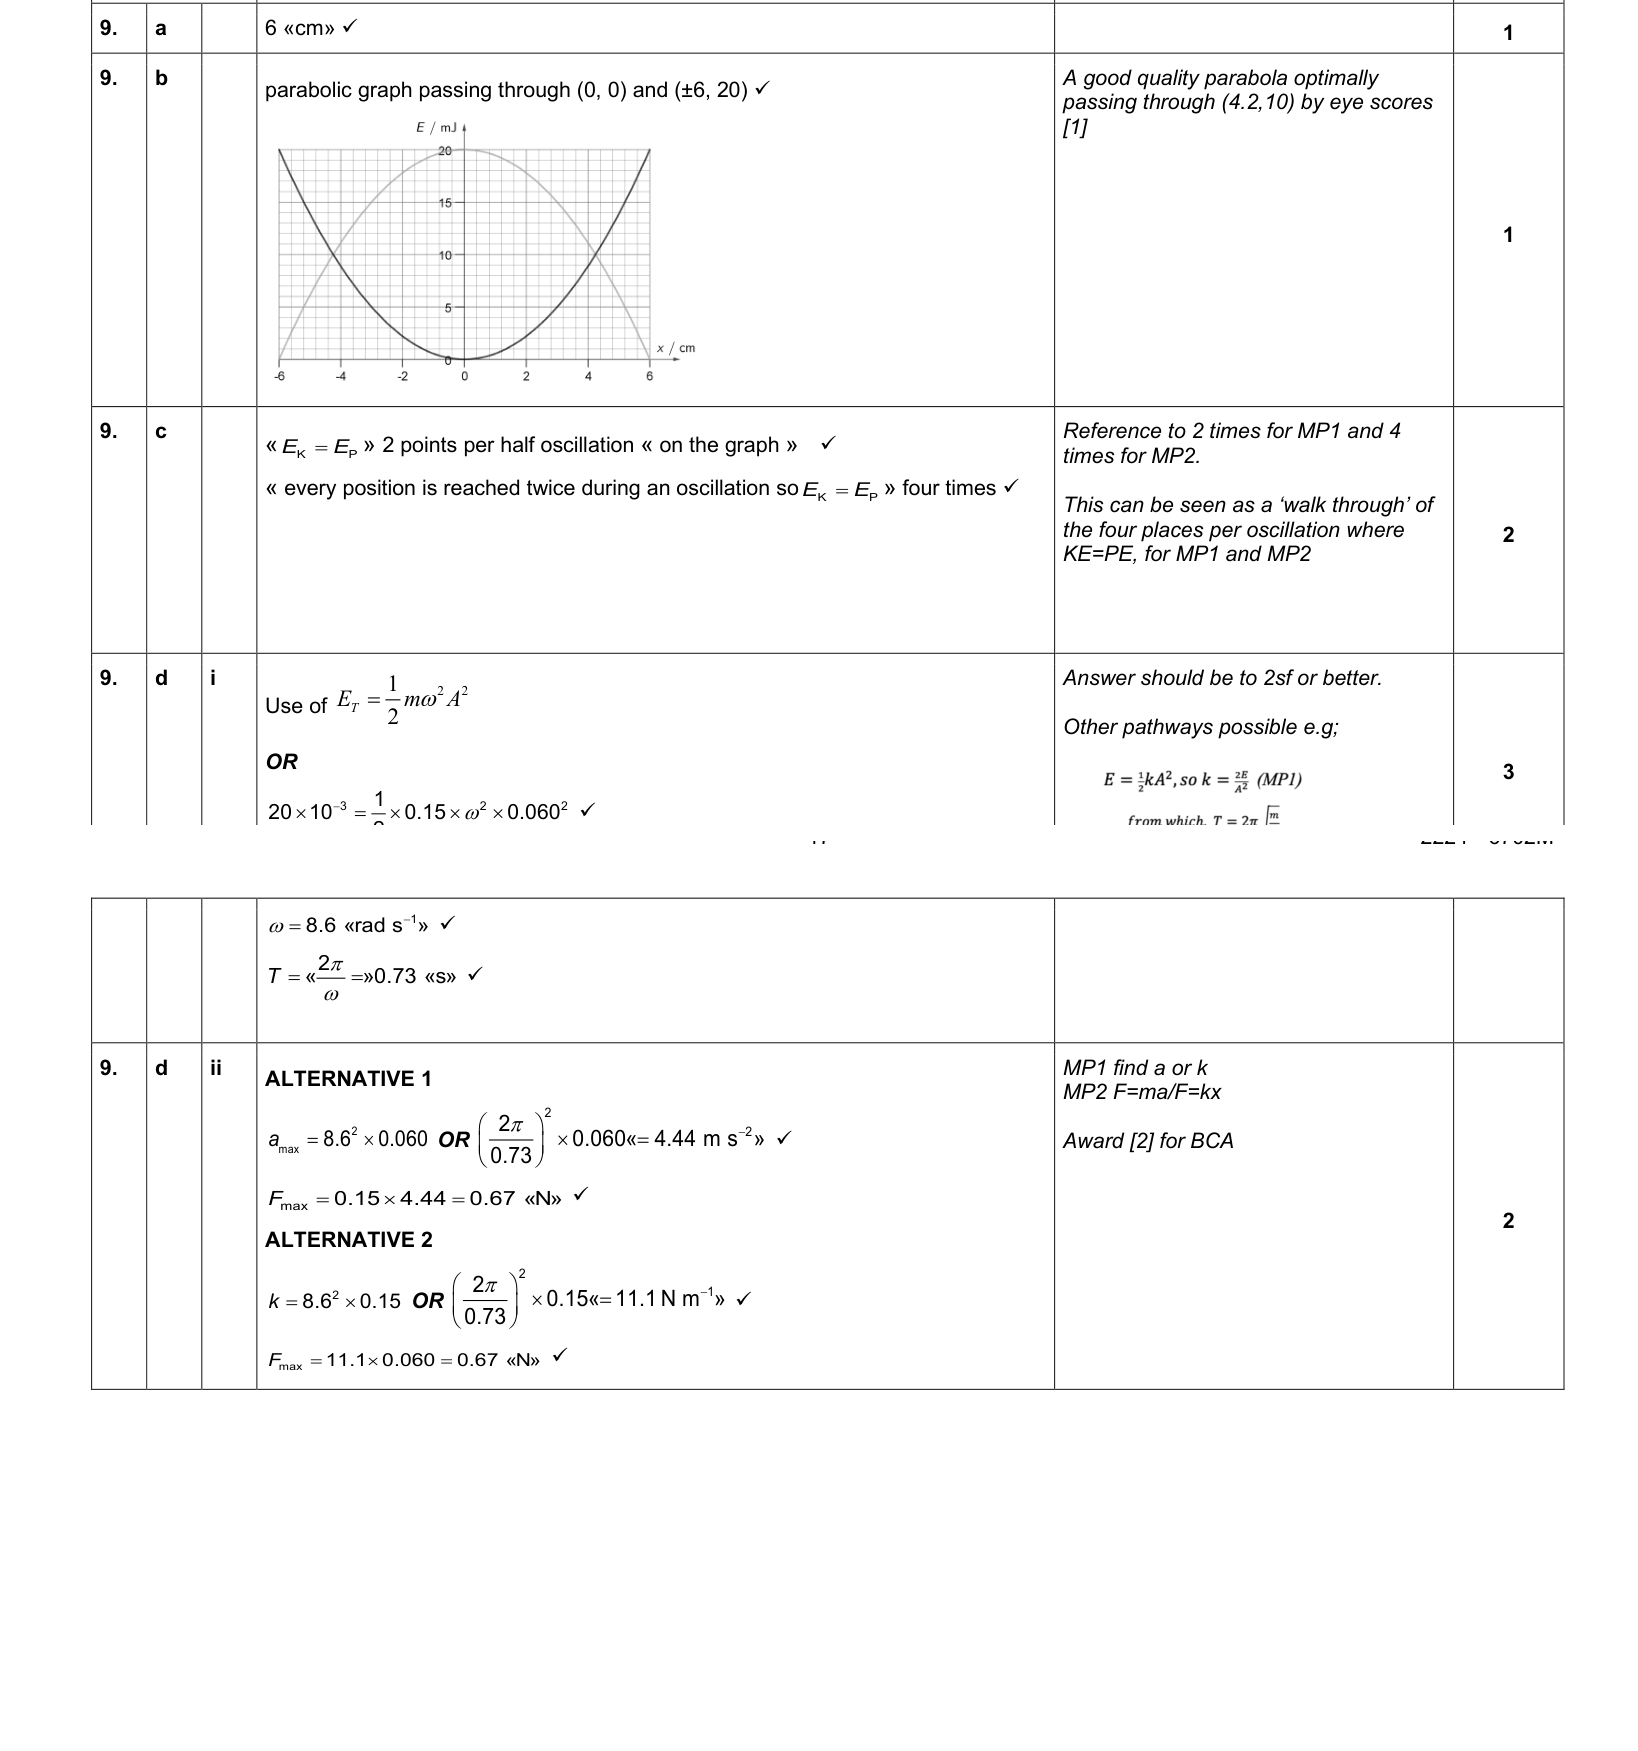 9. a 6 «cm» ✓ 1
9. b
parabolic graph passing through (0, 0) and (±6, 20) ✓
A good quality parabola optimally
passing through (4.2,10) by eye scores
[1]
E / mJ
20
15
10
5
0
x / cm
-6 -4 -2 0 2 4 6
1
9. c
« E_K = E_P » 2 points per half oscillation « on the graph » ✓
« every position is reached twice during an oscillation so E_K = E_P » four times ✓
Reference to 2 times for MP1 and 4
times for MP2.
This can be seen as a ‘walk through’ of
the four places per oscillation where
KE=PE, for MP1 and MP2
2
9. d i
Use of E_T = 1/2 mω² A²
OR
20 × 10⁻³ = 1/2 × 0.15 × ω² × 0.060² ✓
Answer should be to 2sf or better.
Other pathways possible e.g;
E = ½kA², so k = 2E/A² (MP1)
from which, T = 2π √m
3
ω = 8.6 «rad s⁻¹» ✓
T = «2π/ω =»0.73 «s» ✓
9. d ii
ALTERNATIVE 1
a_max = 8.6² × 0.060 OR (2π/0.73)² × 0.060«= 4.44 m s⁻²» ✓
F_max = 0.15 × 4.44 = 0.67 «N» ✓
ALTERNATIVE 2
k = 8.6² × 0.15 OR (2π/0.73)² × 0.15«= 11.1 N m⁻¹» ✓
F_max = 11.1 × 0.060 = 0.67 «N» ✓
MP1 find a or k
MP2 F=ma/F=kx
Award [2] for BCA
2